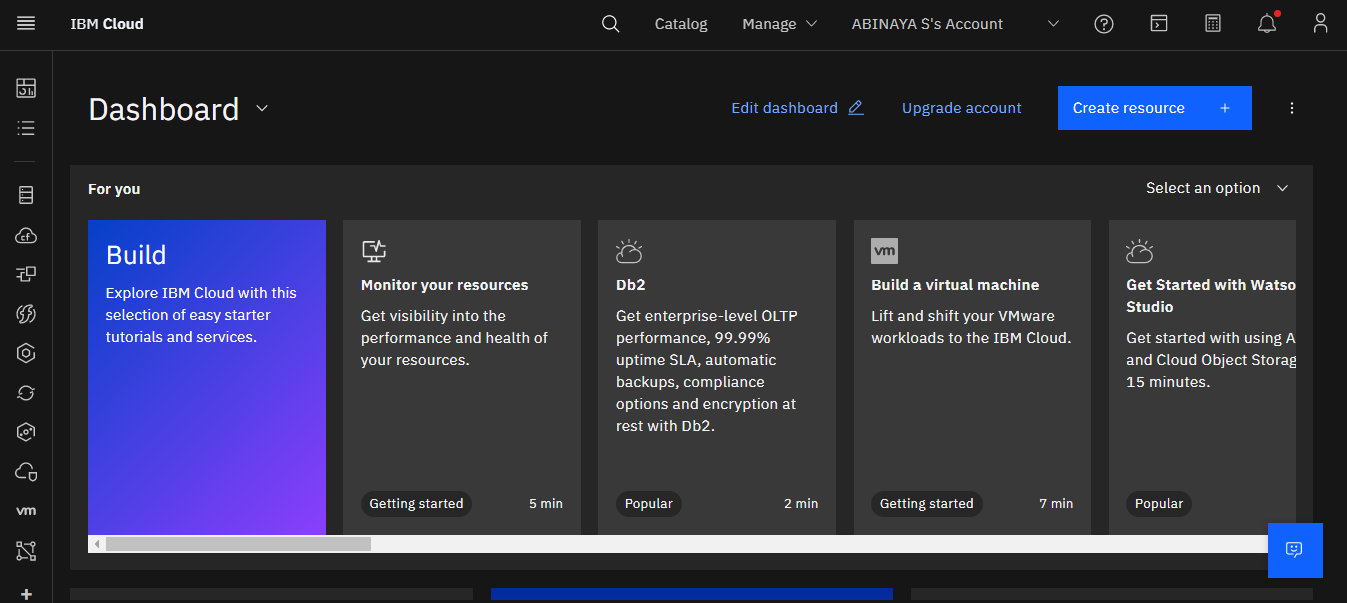 IBM Cloud
Catalog
Manage
ABINAYA S's Account
Dashboard
Edit dashboard
Upgrade account
Create resource
For you
Select an option
Build
Explore IBM Cloud with this
selection of easy starter
tutorials and services.
Monitor your resources
Get visibility into the
performance and health of
your resources.
Getting started
5 min
Db2
Get enterprise-level OLTP
performance, 99.99%
uptime SLA, automatic
backups, compliance
options and encryption at
rest with Db2.
Popular
2 min
vm
Build a virtual machine
Lift and shift your VMware
workloads to the IBM Cloud.
Getting started
7 min
Get Started with Watso
Studio
Get started with using A
and Cloud Object Storag
15 minutes.
Popular
cf
vm